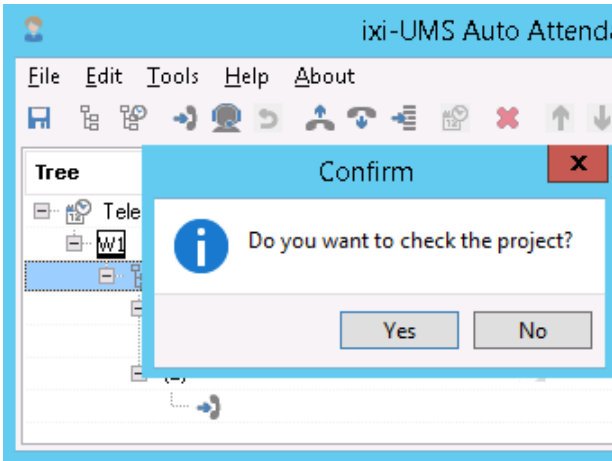 ixi-UMS Auto Attenda
File Edit Tools Help About
Tree
Confirm X
Tele
W1
Do you want to check the project?
Yes No